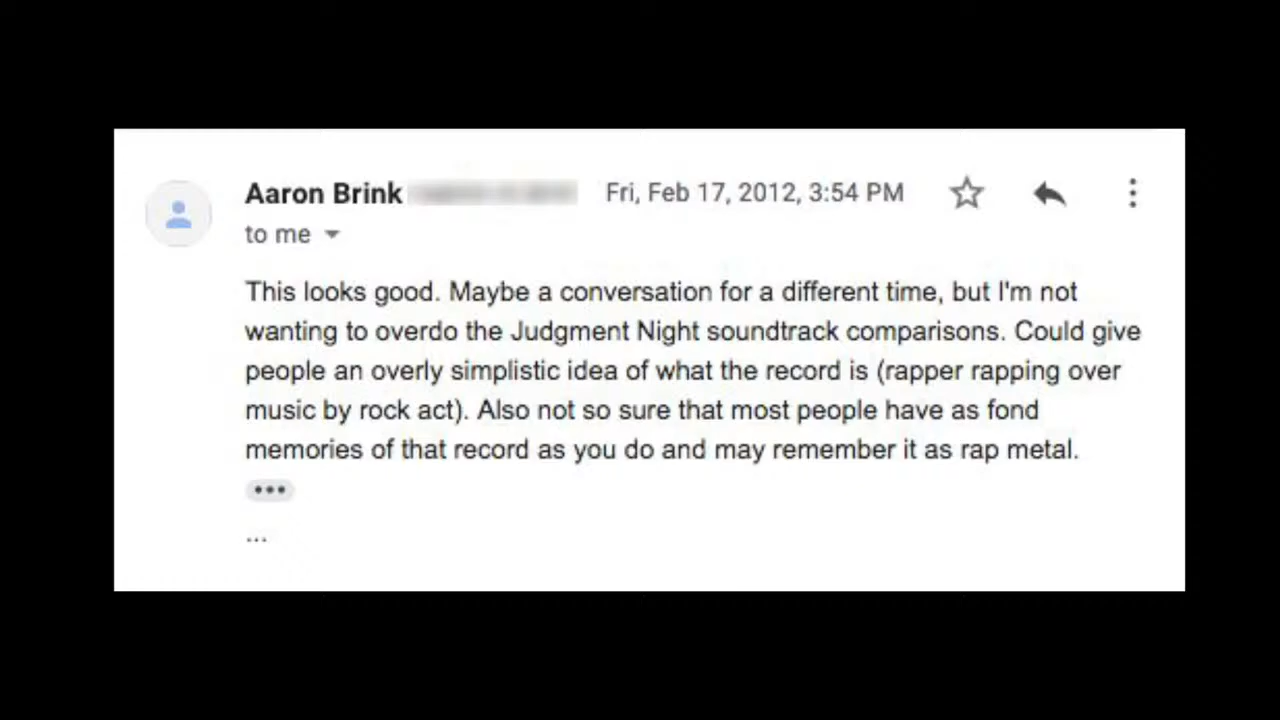 Aaron Brink Fri, Feb 17, 2012, 3:54 PM
to me
This looks good. Maybe a conversation for a different time, but I'm not
wanting to overdo the Judgment Night soundtrack comparisons. Could give
people an overly simplistic idea of what the record is (rapper rapping over
music by rock act). Also not so sure that most people have as fond
memories of that record as you do and may remember it as rap metal.
...